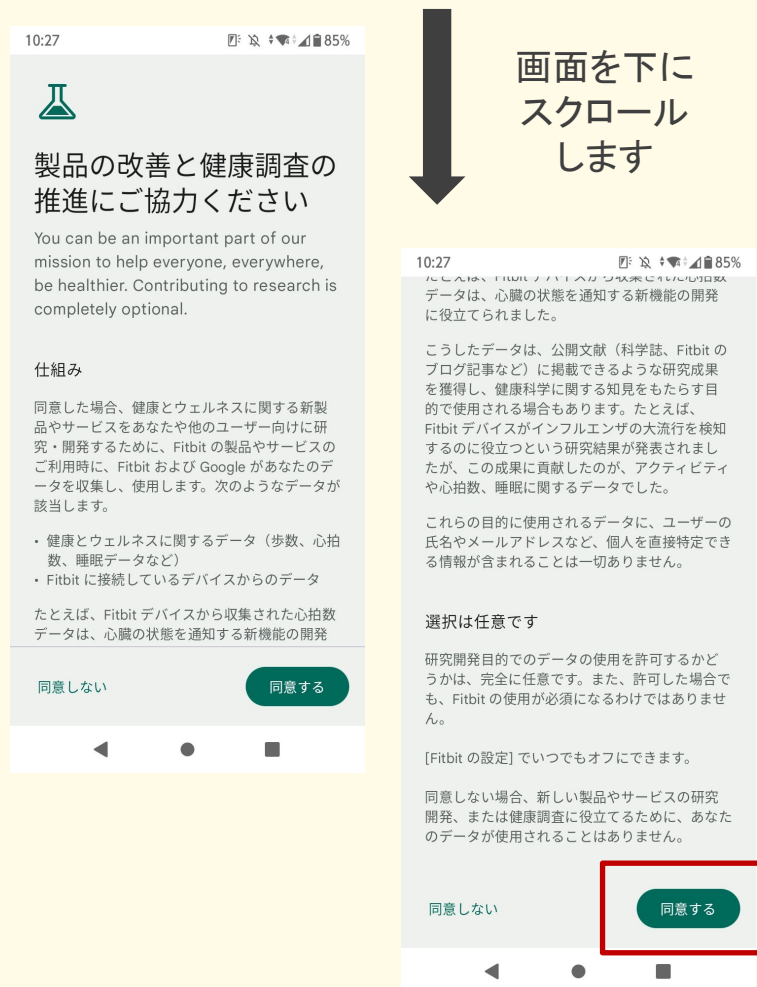 10:27
85%
製品の改善と健康調査の
推進にご協力ください
You can be an important part of our
mission to help everyone, everywhere,
be healthier. Contributing to research is
completely optional.
仕組み
同意した場合、健康とウェルネスに関する新製
品やサービスをあなたや他のユーザー向けに研
究・開発するために、Fitbit の製品やサービスの
ご利用時に、Fitbit および Google があなたのデ
ータを収集し、使用します。次のようなデータが
該当します。
• 健康とウェルネスに関するデータ（歩数、心拍
数、睡眠データなど）
• Fitbit に接続しているデバイスからのデータ
たとえば、Fitbit デバイスから収集された心拍数
データは、心臓の状態を通知する新機能の開発
同意しない
同意する
画面を下に
スクロール
します
10:27
85%
たとえば、Fitbit デバイスから収集された心拍数
データは、心臓の状態を通知する新機能の開発
に役立てられました。
こうしたデータは、公開文献（科学誌、Fitbit の
ブログ記事など）に掲載できるような研究成果
を獲得し、健康科学に関する知見をもたらす目
的で使用される場合もあります。たとえば、
Fitbit デバイスがインフルエンザの大流行を検知
するのに役立つという研究結果が発表されまし
たが、この成果に貢献したのが、アクティビティ
や心拍数、睡眠に関するデータでした。
これらの目的に使用されるデータに、ユーザーの
氏名やメールアドレスなど、個人を直接特定でき
る情報が含まれることは一切ありません。
選択は任意です
研究開発目的でのデータの使用を許可するかど
うかは、完全に任意です。また、許可した場合で
も、Fitbit の使用が必須になるわけではありませ
ん。
[Fitbit の設定] でいつでもオフにできます。
同意しない場合、新しい製品やサービスの研究
開発、または健康調査に役立てるために、あなた
のデータが使用されることはありません。
同意しない
同意する